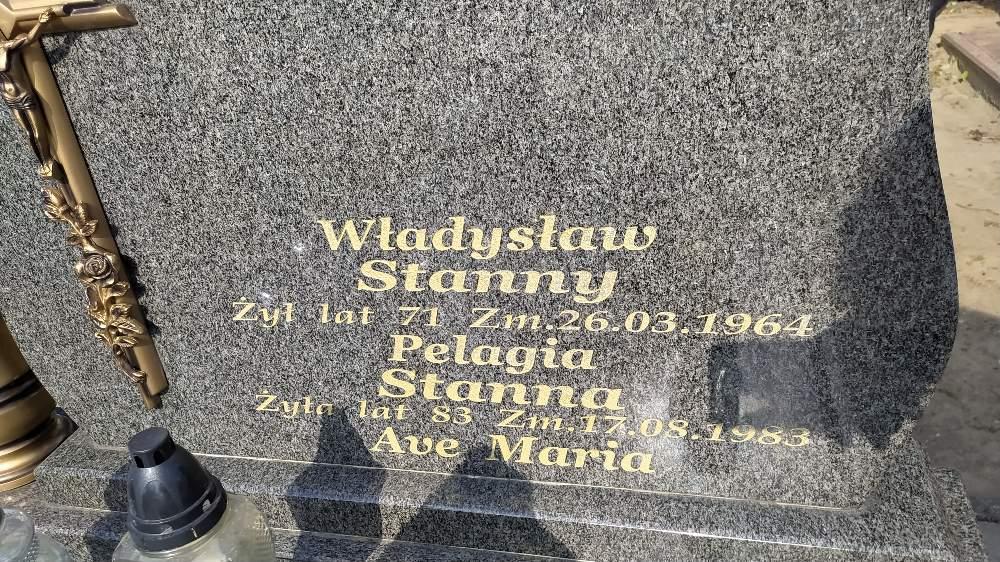 Władysław
Stanny
Żył lat 71 Zm.26.03.1964
Pelagia
Stanna
Żyła lat 83 Zm.17.08.1983
Ave Maria